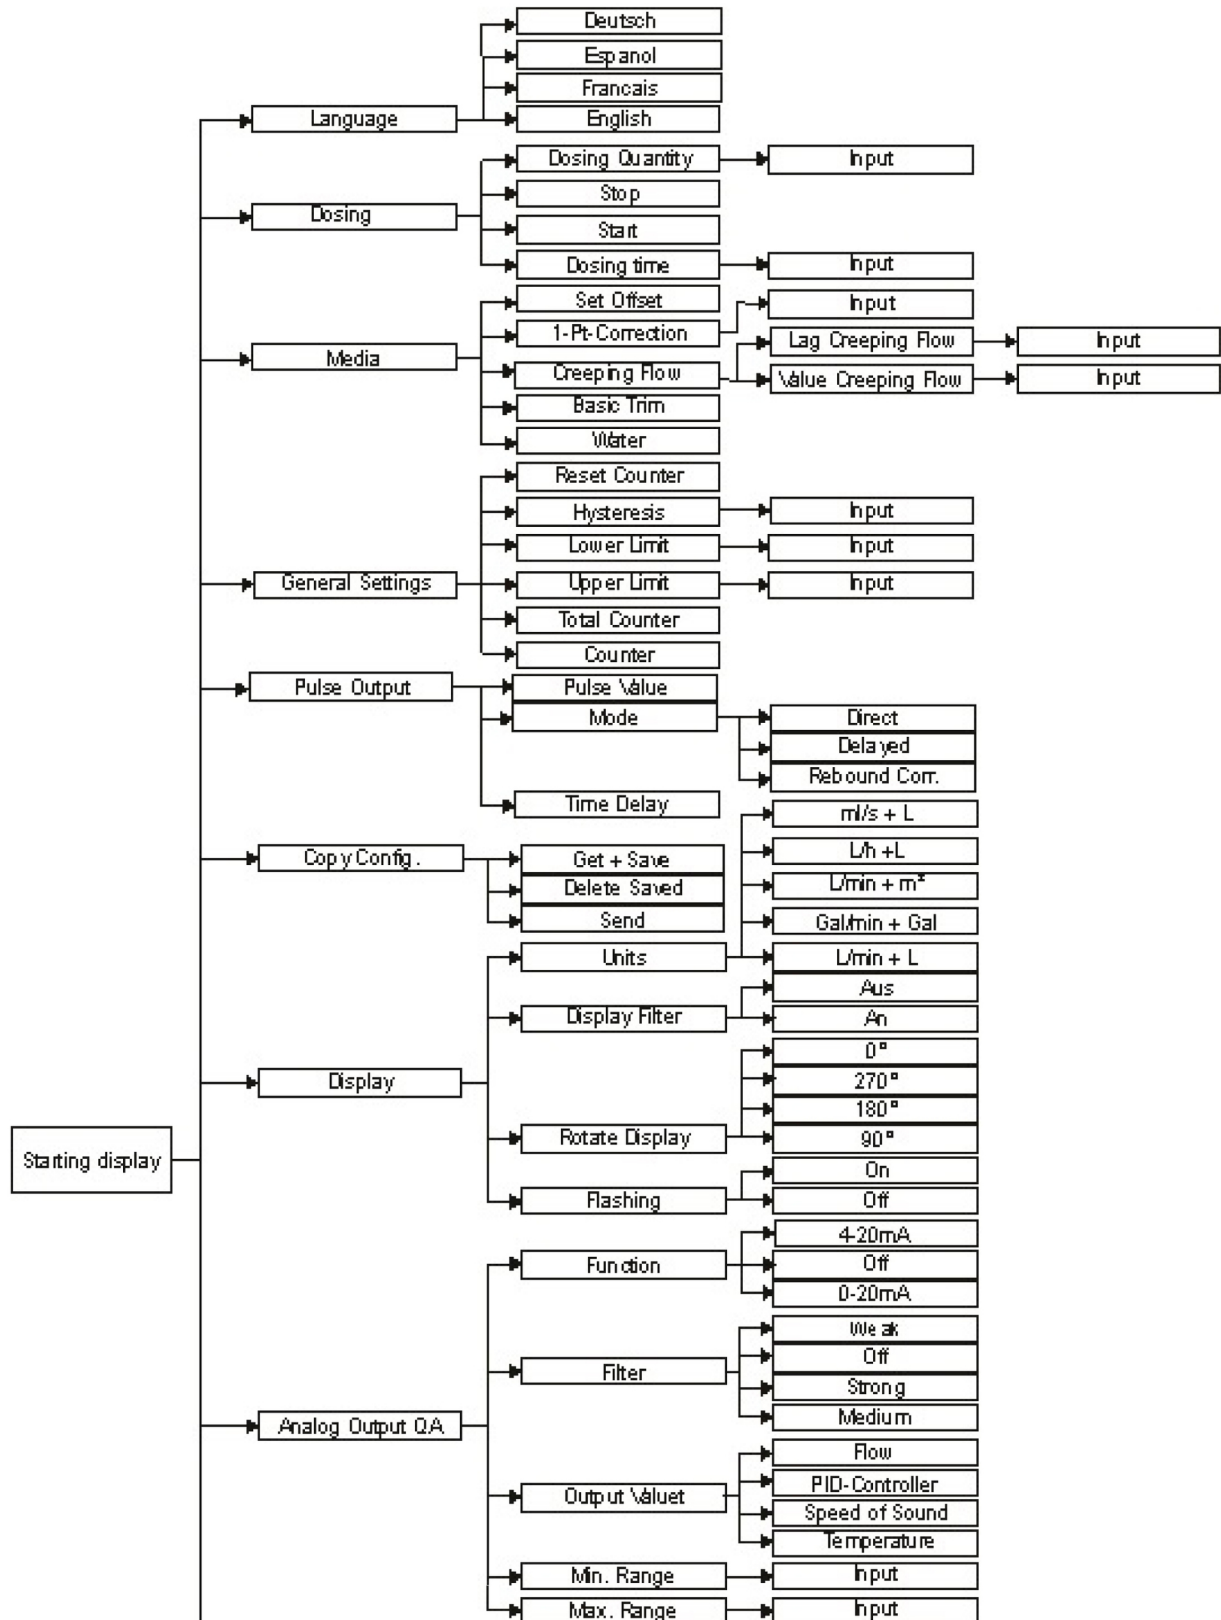 Deutsch
Espanol
Francais
Language
English
Dosing Quantity
Input
Stop
Dosing
Start
Dosing time
Input
Set Offset
Input
1-Pt-Correction
Lag Creeping Flow
Input
Media
Creeping Flow
Value Creeping Flow
Input
Basic Trim
Water
Reset Counter
Hysteresis
Input
Lower Limit
Input
General Settings
Upper Limit
Input
Total Counter
Counter
Pulse Output
Pulse Value
Mode
Direct
Delayed
Rebound Corr.
Time Delay
ml/s + L
Copy Config.
Get + Save
L/h +L
Delete Saved
L/min + m³
Send
Gal/min + Gal
Units
L/min + L
Aus
Display Filter
An
0°
Display
270°
180°
Rotate Display
90°
Starting display
On
Flashing
Off
4-20mA
Function
Off
0-20mA
Weak
Off
Filter
Strong
Medium
Analog Output QA
Flow
PID-Controller
Output Valuet
Speed of Sound
Temperature
Min. Range
Input
Max. Range
Input